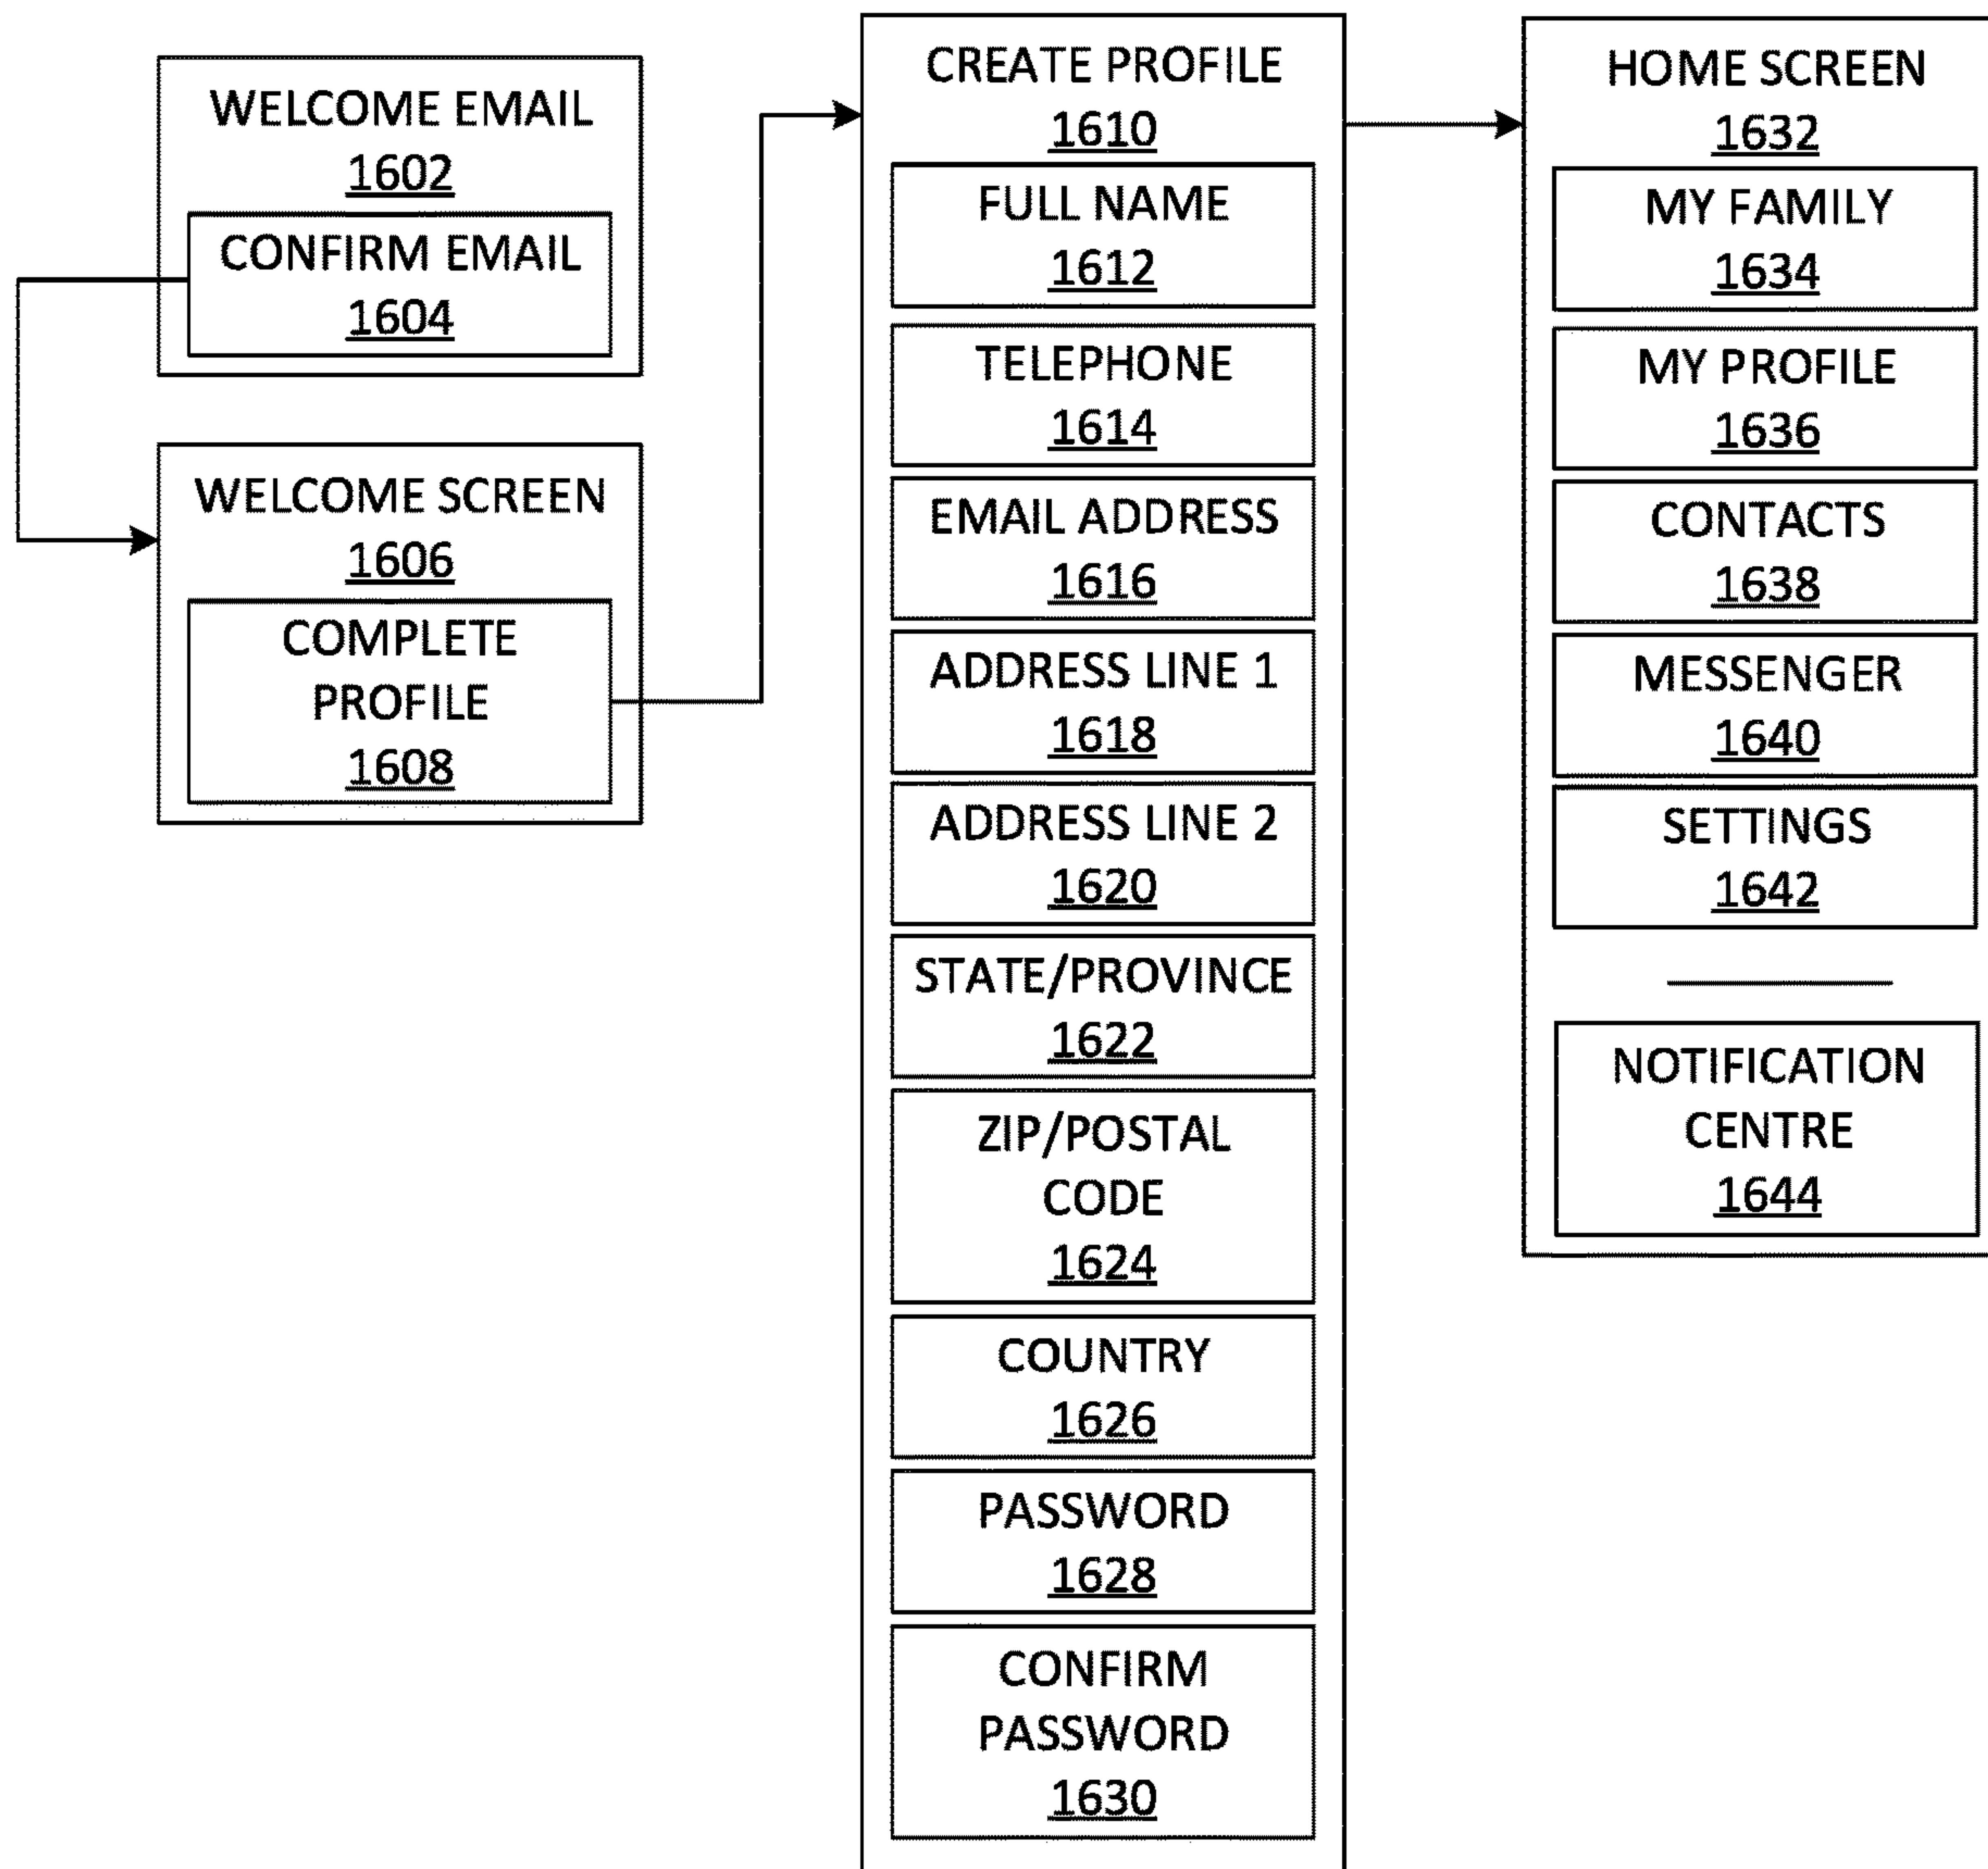 WELCOME EMAIL
1602
CONFIRM EMAIL
1604
WELCOME SCREEN
1606
COMPLETE
PROFILE
1608
CREATE PROFILE
1610
FULL NAME
1612
TELEPHONE
1614
EMAIL ADDRESS
1616
ADDRESS LINE 1
1618
ADDRESS LINE 2
1620
STATE/PROVINCE
1622
ZIP/POSTAL
CODE
1624
COUNTRY
1626
PASSWORD
1628
CONFIRM
PASSWORD
1630
HOME SCREEN
1632
MY FAMILY
1634
MY PROFILE
1636
CONTACTS
1638
MESSENGER
1640
SETTINGS
1642
NOTIFICATION
CENTRE
1644